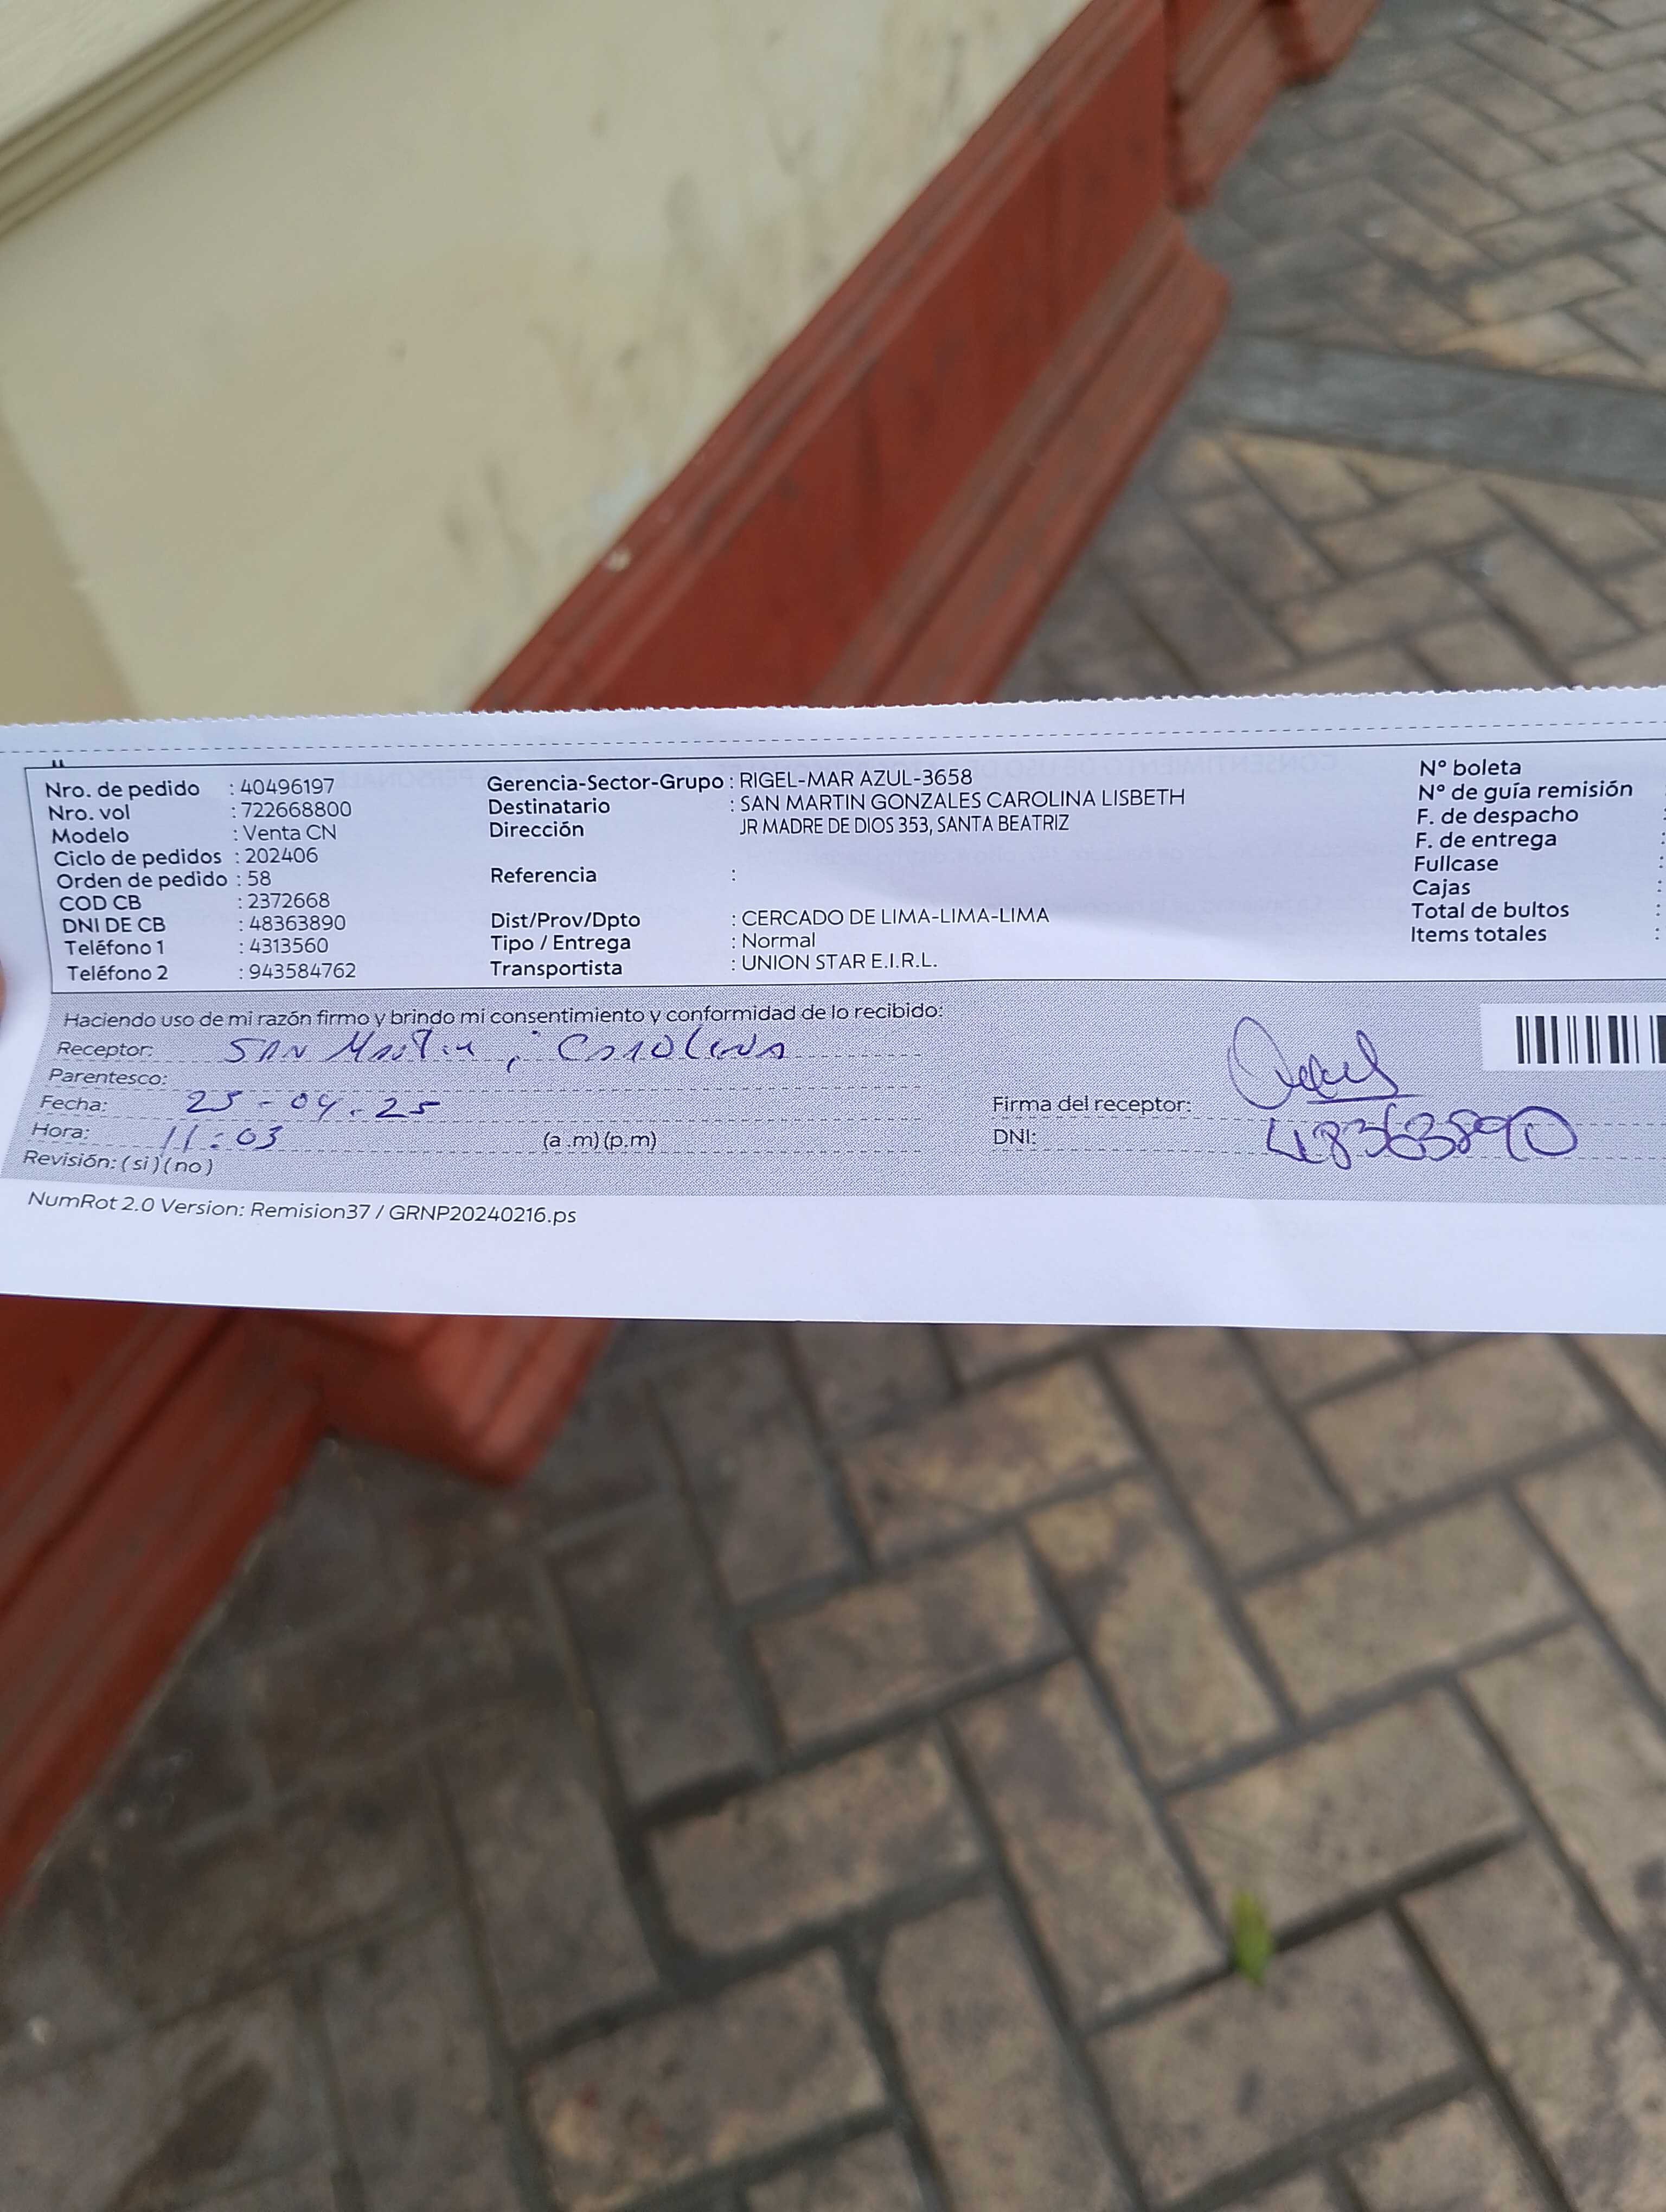 Nro. de pedido : 40496197
Nro. vol : 722668800
Modelo : Venta CN
Ciclo de pedidos : 202406
Orden de pedido : 58
COD CB : 2372668
DNI DE CB : 48363890
Teléfono 1 : 4313560
Teléfono 2 : 943584762
Gerencia-Sector-Grupo : RIGEL-MAR AZUL-3658
Destinatario : SAN MARTIN GONZALES CAROLINA LISBETH
Dirección JR MADRE DE DIOS 353, SANTA BEATRIZ
Referencia :
Dist/Prov/Dpto : CERCADO DE LIMA-LIMA-LIMA
Tipo / Entrega : Normal
Transportista : UNION STAR E.I.R.L.
N° boleta
N° de guía remisión
F. de despacho :
F. de entrega :
Fullcase :
Cajas :
Total de bultos :
Items totales :
Haciendo uso de mi razón firmo y brindo mi consentimiento y conformidad de lo recibido:
Receptor: SAN Martin, Carolina
Parentesco:
Fecha: 25-04-25
Hora: 11:03 (a .m) (p.m)
Revisión: ( si ) ( no )
Firma del receptor:
DNI: 48363890
NumRot 2.0 Version: Remision37 / GRNP20240216.ps